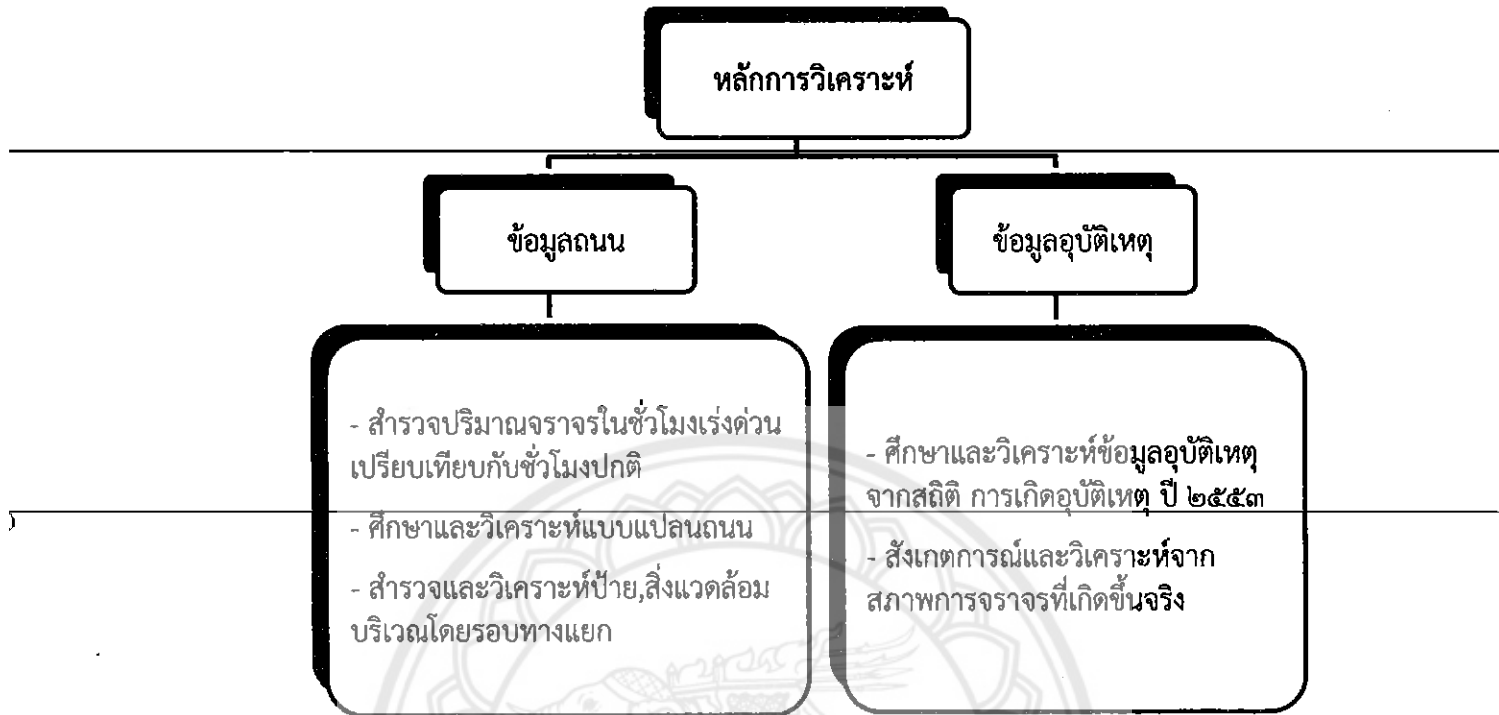 หลักการวิเคราะห์
ข้อมูลถนน
ข้อมูลอุบัติเหตุ
- สำรวจปริมาณจราจรในชั่วโมงเร่งด่วน
เปรียบเทียบกับชั่วโมงปกติ
- ศึกษาและวิเคราะห์แบบแปลนถนน
- สำรวจและวิเคราะห์ป้าย,สิ่งแวดล้อม
บริเวณโดยรอบทางแยก
- ศึกษาและวิเคราะห์ข้อมูลอุบัติเหตุ
จากสถิติ การเกิดอุบัติเหตุ ปี ๒๕๕๓
- สังเกตการณ์และวิเคราะห์จาก
สภาพการจราจรที่เกิดขึ้นจริง